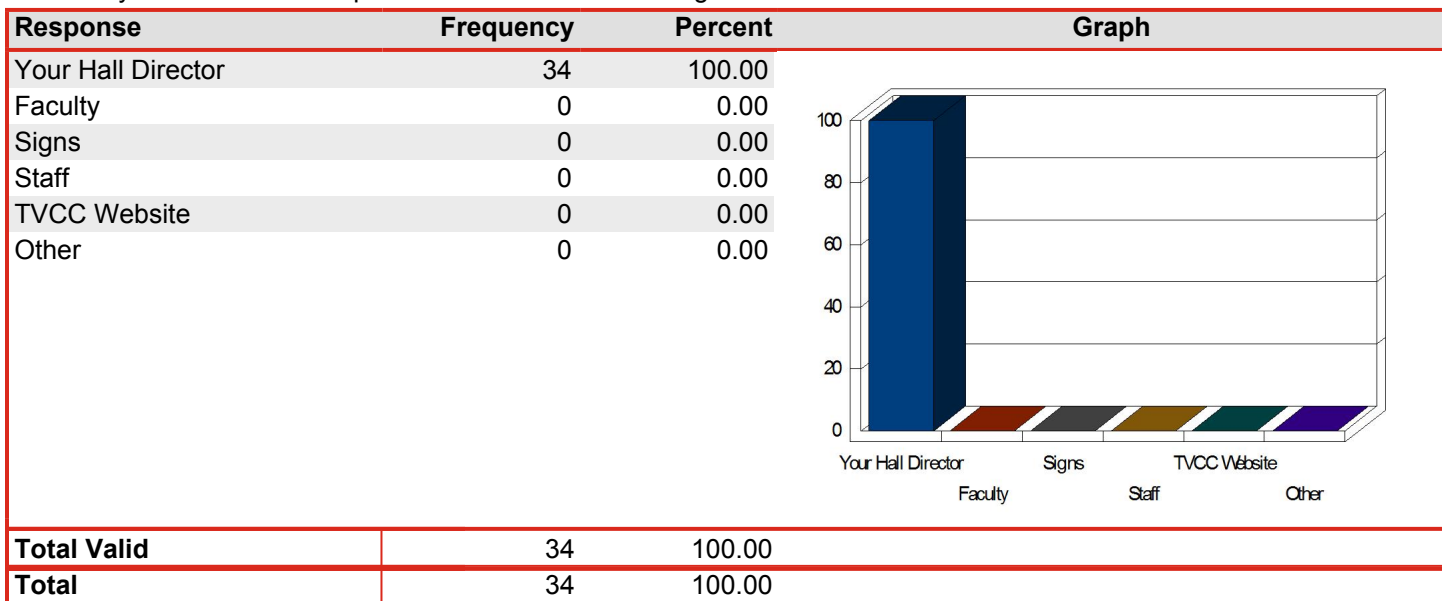 Response Frequency Percent Graph
Your Hall Director 34 100.00
Faculty 0 0.00
Signs 0 0.00
Staff 0 0.00
TVCC Website 0 0.00
Other 0 0.00
100
80
60
40
20
0
Your Hall Director Signs TVCC Website
Faculty Staff Other
Total Valid 34 100.00
Total 34 100.00